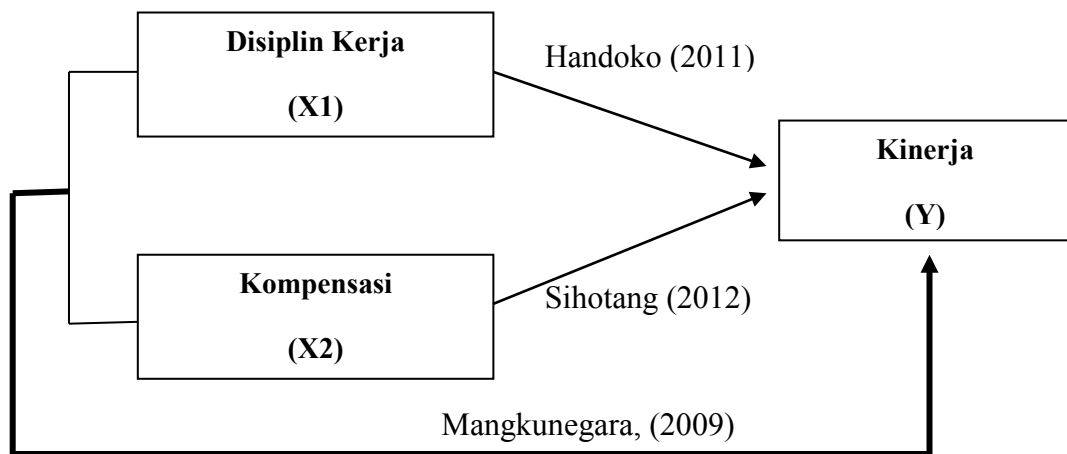 Disiplin Kerja
(X1)
Handoko (2011)
Kinerja
(Y)
Kompensasi
(X2)
Sihotang (2012)
Mangkunegara, (2009)